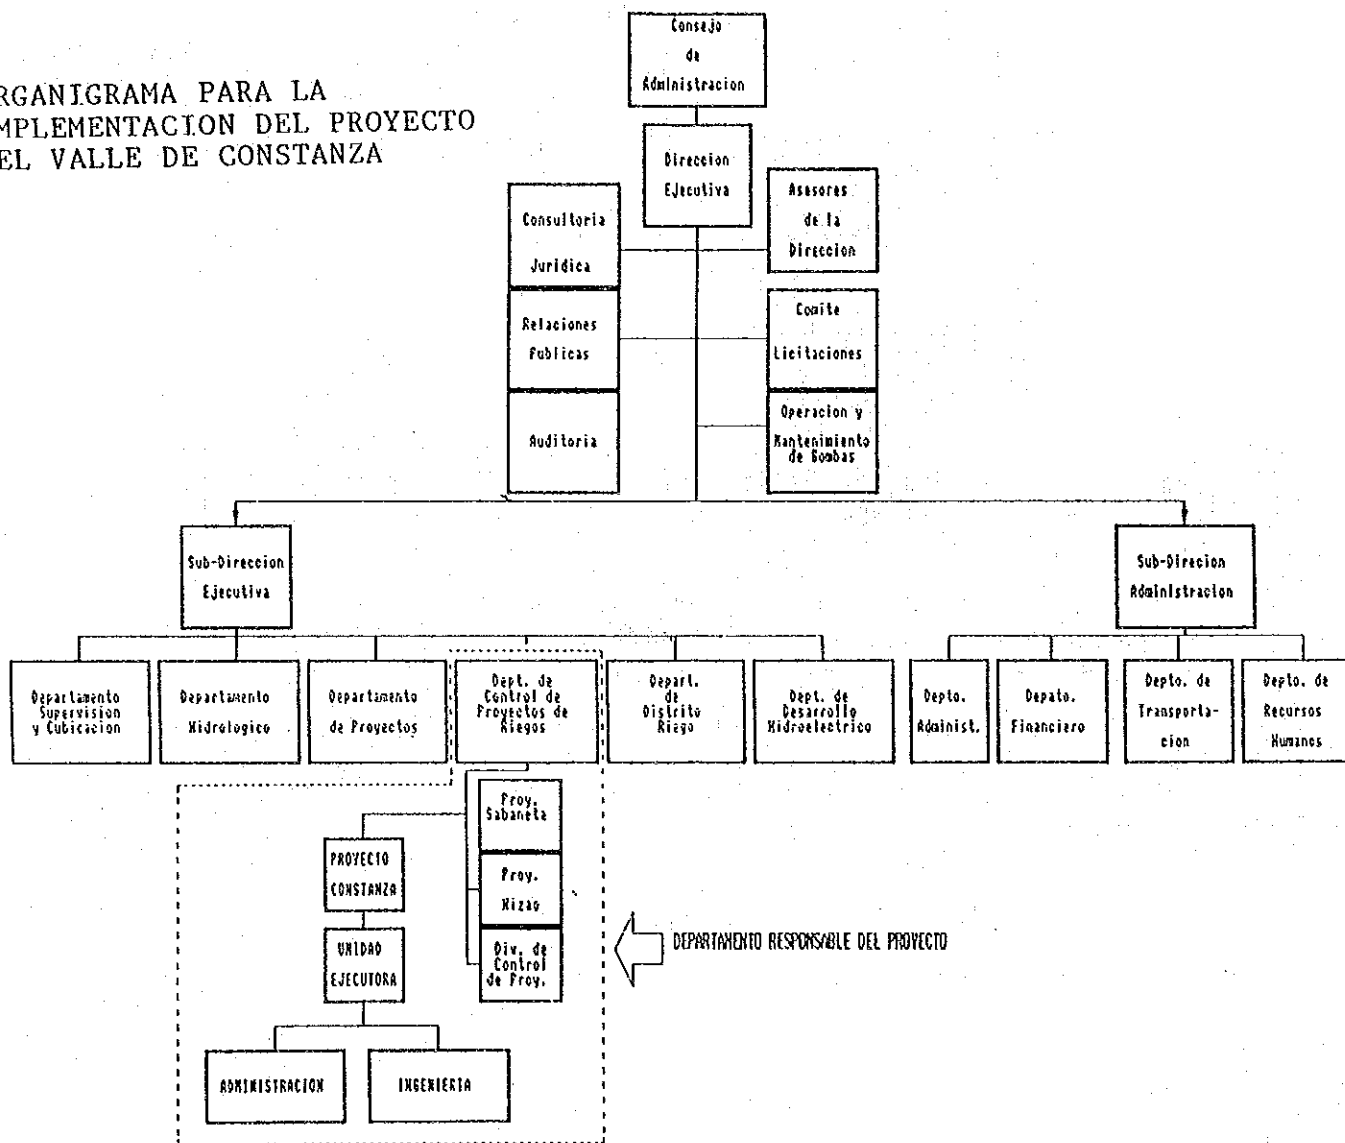 RGANIGRAMA PARA LA
MPLEMENTACION DEL PROYECTO
EL VALLE DE CONSTANZA
Consejo
de
Administracion
Direccion
Ejecutiva
Consultoria
Juridica
Asesores
de la
Direccion
Relaciones
Publicas
Comite
Licitaciones
Auditoria
Operacion y
Mantenimiento
de Bombas
Sub-Direccion
Ejecutiva
Sub-Direcion
Administracion
Departamento
Supervision
y Cubicacion
Departamento
Hidrologico
Departamento
de Proyectos
Dept. de
Control de
Proyectos de
Riegos
Depart.
de
Distrito
Riego
Dept. de
Desarrollo
Hidroelectrico
Depto.
Administ.
Depato.
Financiero
Depto. de
Transporta-
cion
Depto. de
Recursos
Humanos
Proy.
Sabaneta
PROYECTO
CONSTANZA
Proy.
Nizao
UNIDAD
EJECUTORA
Div. de
Control
de Proy.
DEPARTAMENTO RESPONSABLE DEL PROYECTO
ADMINISTRACION
INGENIERIA